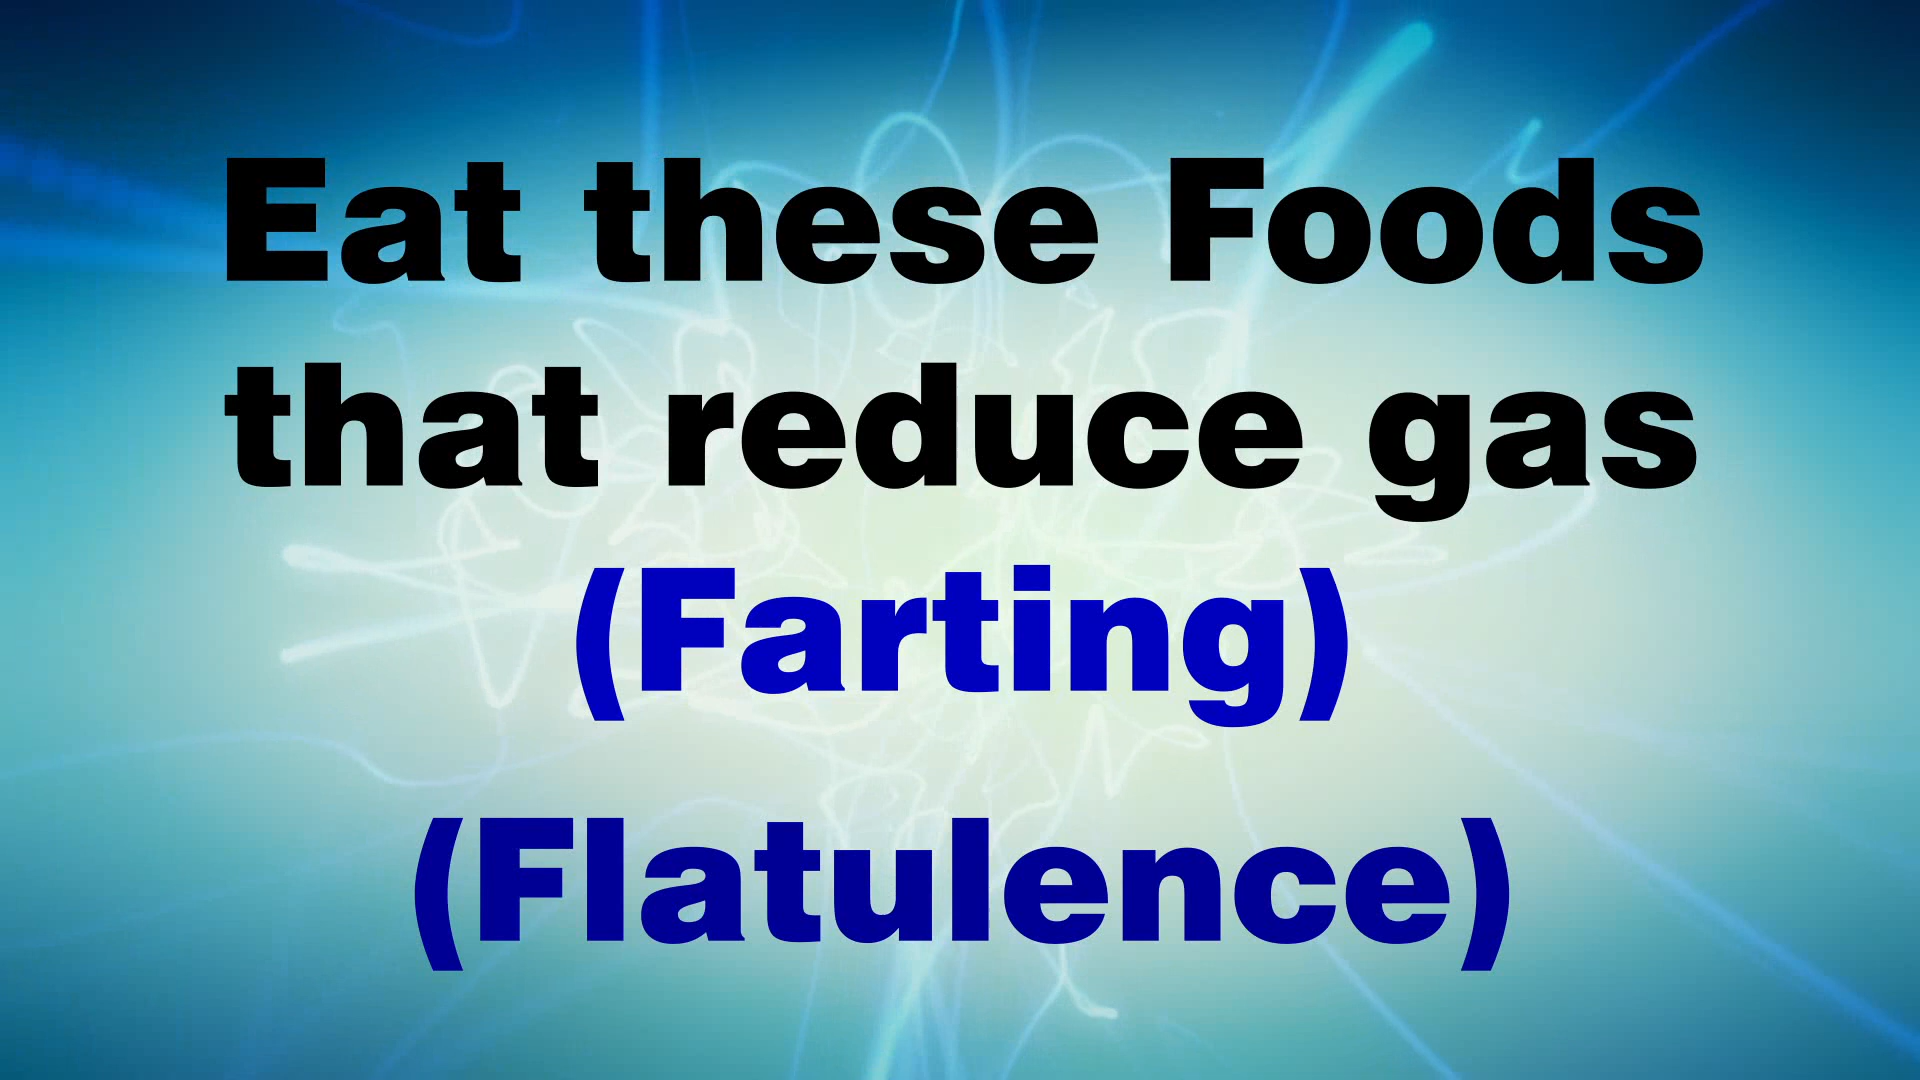 Eat these Foods
that reduce gas
(Farting)
(Flatulence)